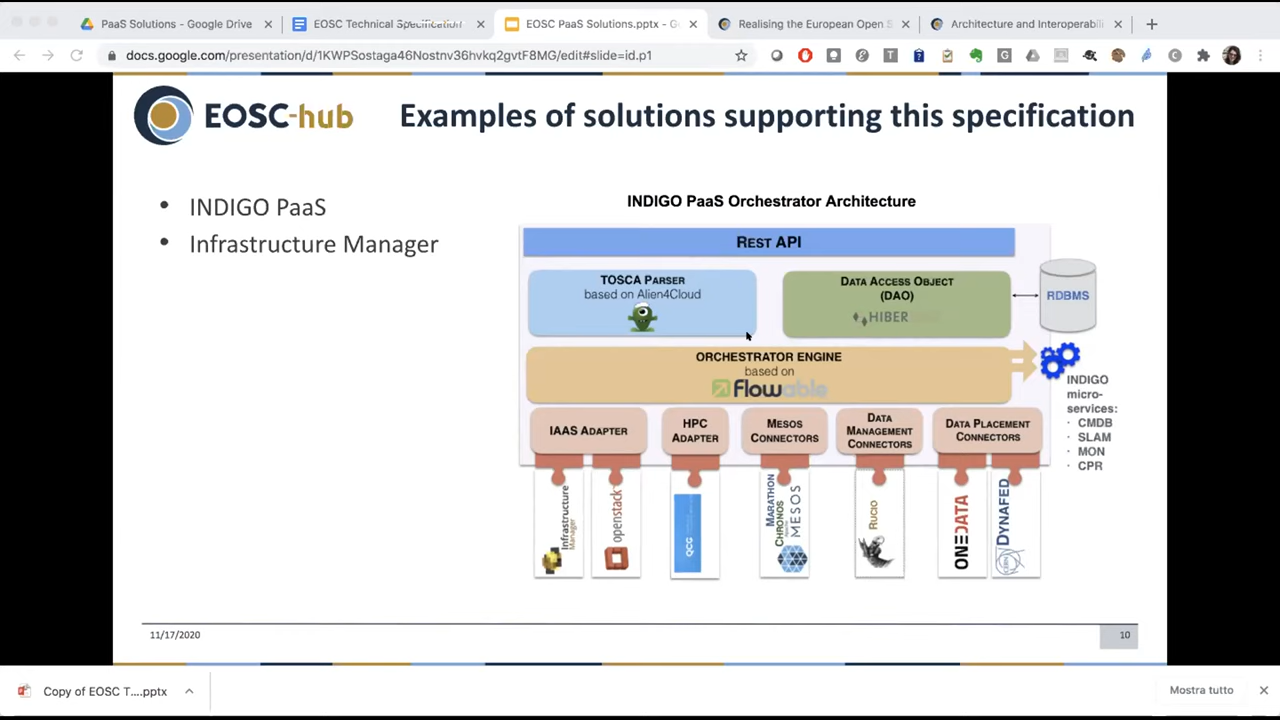 PaaS Solutions - Google Drive
EOSC Technical Specification
EOSC PaaS Solutions.pptx - G
Realising the European Open S
Architecture and Interoperabili
docs.google.com/presentation/d/1KWPSostaga46Nostnv36hvkq2gvtF8MG/edit#slide=id.p1
EOSC-hub
Examples of solutions supporting this specification
• INDIGO PaaS
• Infrastructure Manager
INDIGO PaaS Orchestrator Architecture
REST API
TOSCA PARSER
based on Alien4Cloud
DATA ACCESS OBJECT
(DAO)
HIBER
RDBMS
ORCHESTRATOR ENGINE
based on
Flowable
INDIGO
micro-
services:
· CMDB
· SLAM
· MON
· CPR
IAAS ADAPTER
HPC
ADAPTER
MESOS
CONNECTORS
DATA
MANAGEMENT
CONNECTORS
DATA PLACEMENT
CONNECTORS
Infrastructure
Manager
openstack
QCG
MARATHON
CHRONOS
MESOS
RUCIO
ONEDATA
DYNAFED
CERN
11/17/2020
10
Copy of EOSC T....pptx
Mostra tutto